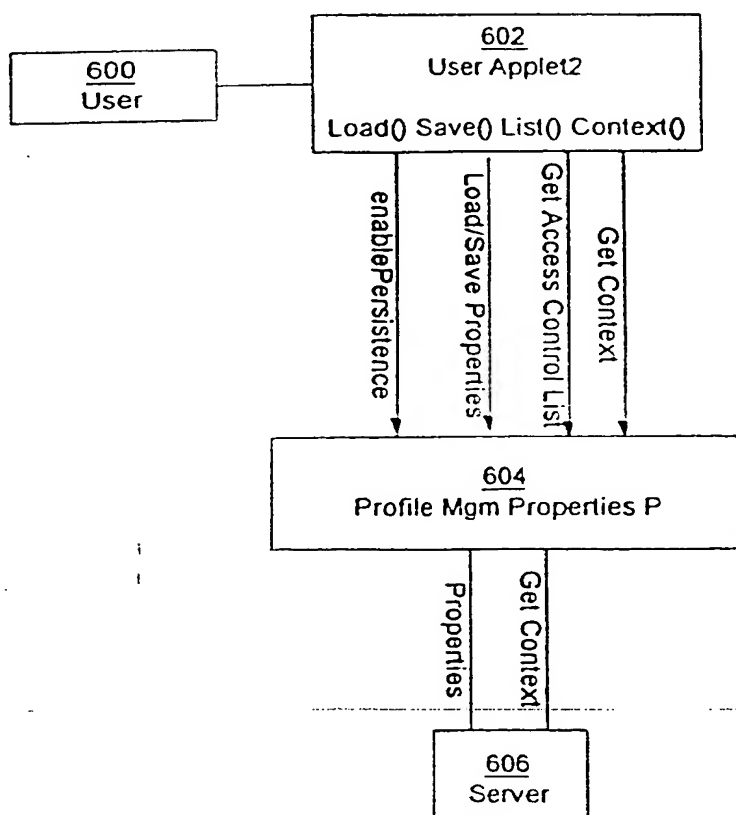 602
User Applet2
600
User
Load() Save() List() Context()
enablePersistence
Load/Save Properties
Get Access Control List
Get Context
604
Profile Mgm Properties P
Properties
Get Context
606
Server